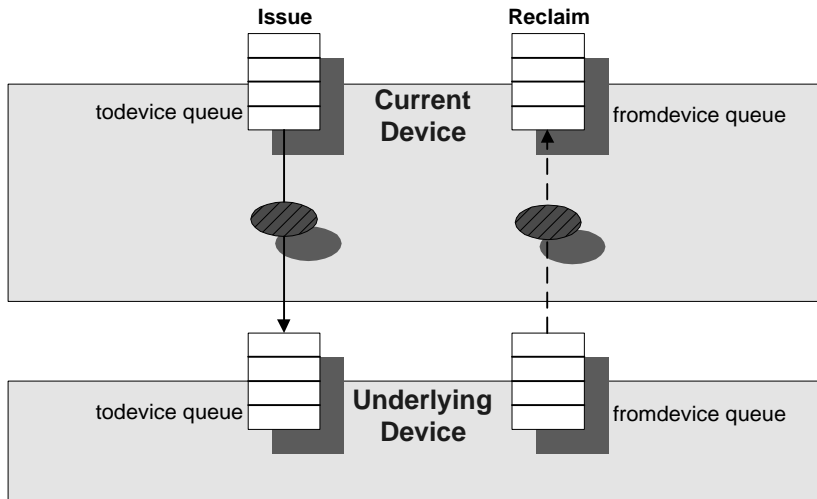 Issue
Reclaim
todevice queue
Current
Device
fromdevice queue
todevice queue
Underlying
Device
fromdevice queue